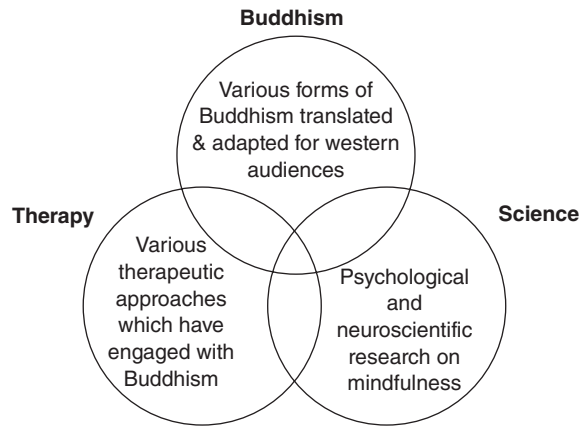 Buddhism
Various forms of
Buddhism translated
& adapted for western
audiences
Therapy
Science
Various
therapeutic
approaches
which have
engaged with
Buddhism
Psychological
and
neuroscientific
research on
mindfulness